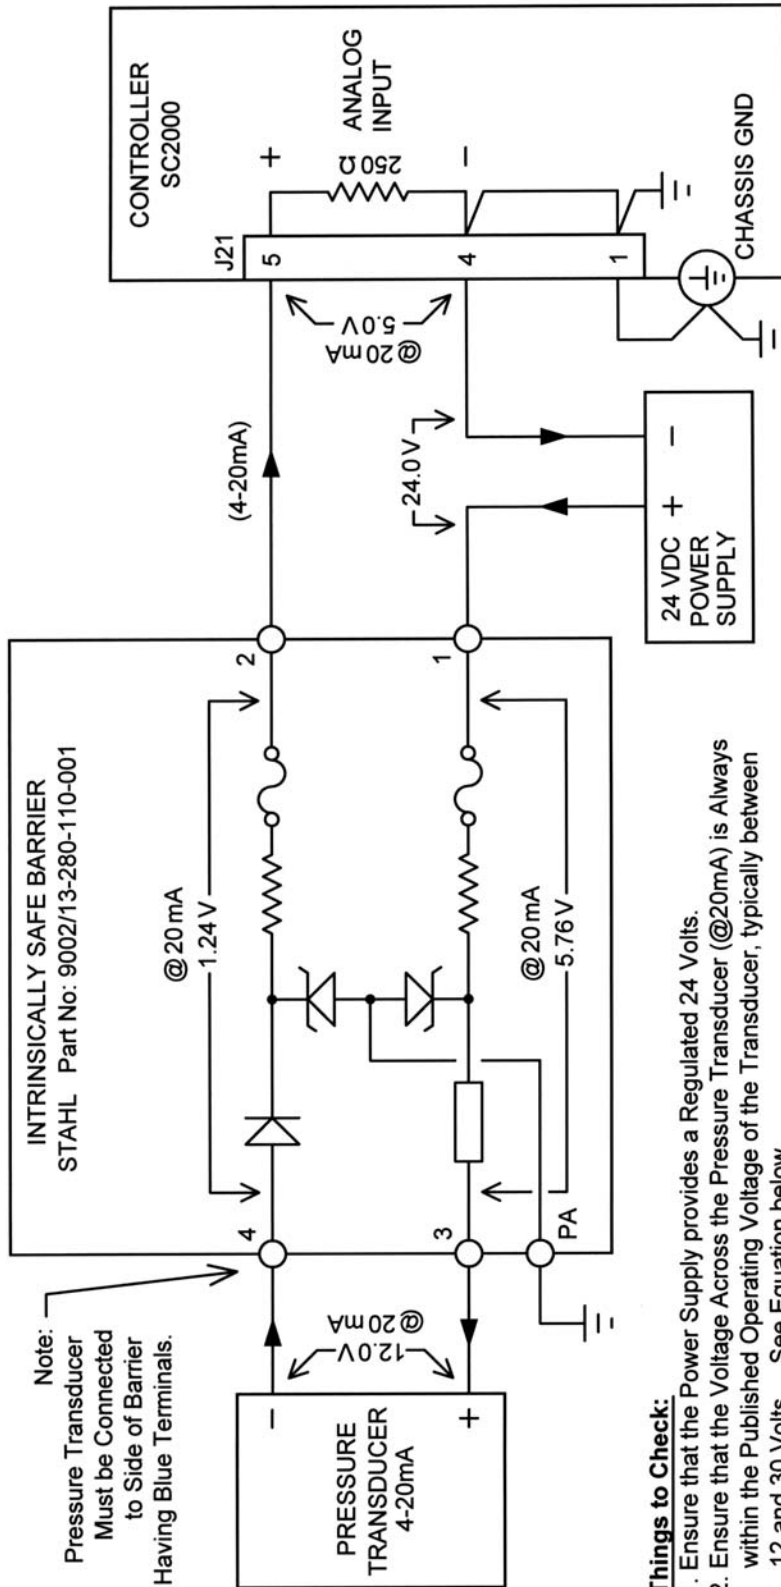 Note:
Pressure Transducer
Must be Connected
to Side of Barrier
Having Blue Terminals.
INTRINSICALLY SAFE BARRIER
STAHL Part No: 9002/13-280-110-001
CONTROLLER
SC2000
J21
PRESSURE
TRANSDUCER
4-20mA
-
+
12.0V
@20mA
4
3
PA
@20mA
1.24V
@20mA
5.76V
2
1
(4-20mA)
24.0V
5.0V
@20mA
5
4
1
+
-
250Ω
ANALOG
INPUT
CHASSIS GND
24 VDC
POWER
SUPPLY
+
-
Things to Check:
. Ensure that the Power Supply provides a Regulated 24 Volts.
2. Ensure that the Voltage Across the Pressure Transducer (@20mA) is Always
within the Published Operating Voltage of the Transducer, typically between
12 and 30 Volts. See Equation below